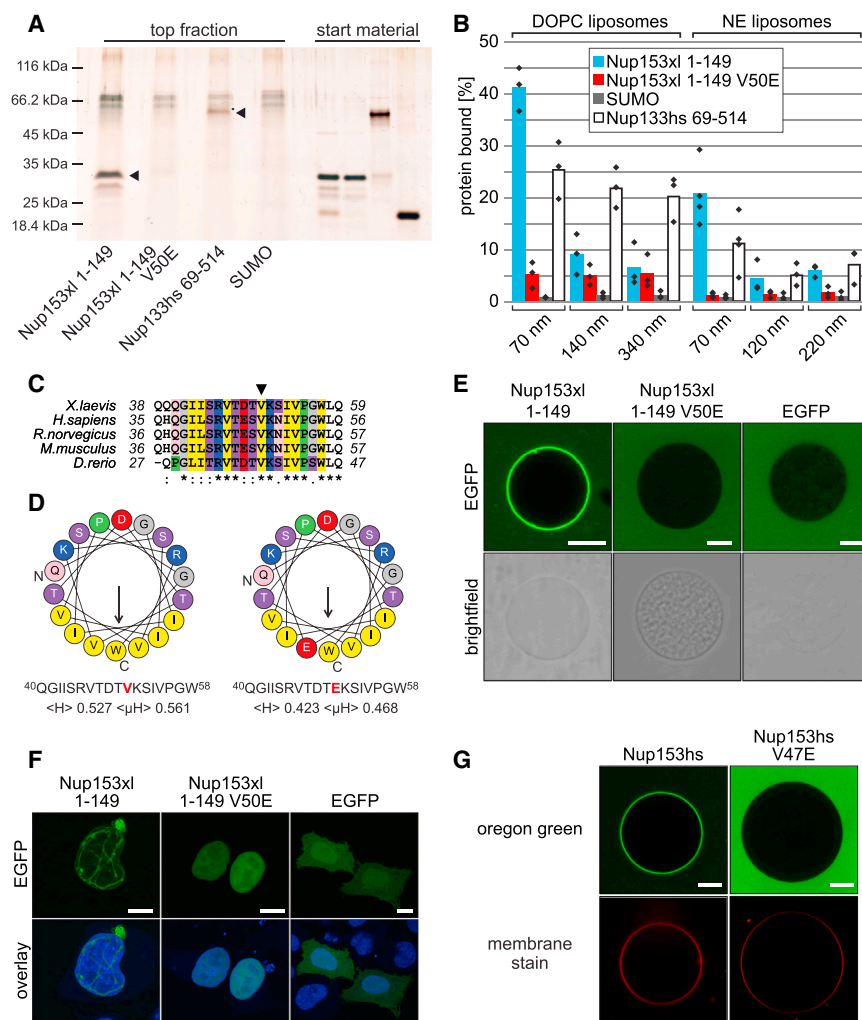 A
top fraction
start material
116 kDa
66.2 kDa
45 kDa
35 kDa
25 kDa
18.4 kDa
Nup153xl 1-149
Nup153xl 1-149 V50E
Nup133hs 69-514
SUMO
B
DOPC liposomes
NE liposomes
protein bound [%]
50
40
30
20
10
0
Nup153xl 1-149
Nup153xl 1-149 V50E
SUMO
Nup133hs 69-514
70 nm
140 nm
340 nm
70 nm
120 nm
220 nm
C
X.laevis 38 QQQGIISRVTDTVKSIVPGWLQ 59
H.sapiens 35 QHQGIISRVTESVKNIVPGWLQ 56
R.norvegicus 36 QHQGIISRVTESVKNIVPGWLQ 57
M.musculus 36 QHQGIISRVTESVKNIVPGWLQ 57
D.rerio 27 -QPGLITRVTDTVKSIVPSWLQ 47
: *:::***::**.***.****
D
S P D G S
K R
N Q G
T T
V I
I V W V I
C
S P D G S
K R
N Q G
T T
V I
I E W V I
C
40QGIISRVTDTVKSIVPGW58
<H> 0.527 <µH> 0.561
40QGIISRVTDTEKSIVPGW58
<H> 0.423 <µH> 0.468
E
Nup153xl 1-149
Nup153xl 1-149 V50E
EGFP
EGFP
brightfield
F
Nup153xl 1-149
Nup153xl 1-149 V50E
EGFP
EGFP
overlay
G
Nup153hs
Nup153hs V47E
oregon green
membrane stain